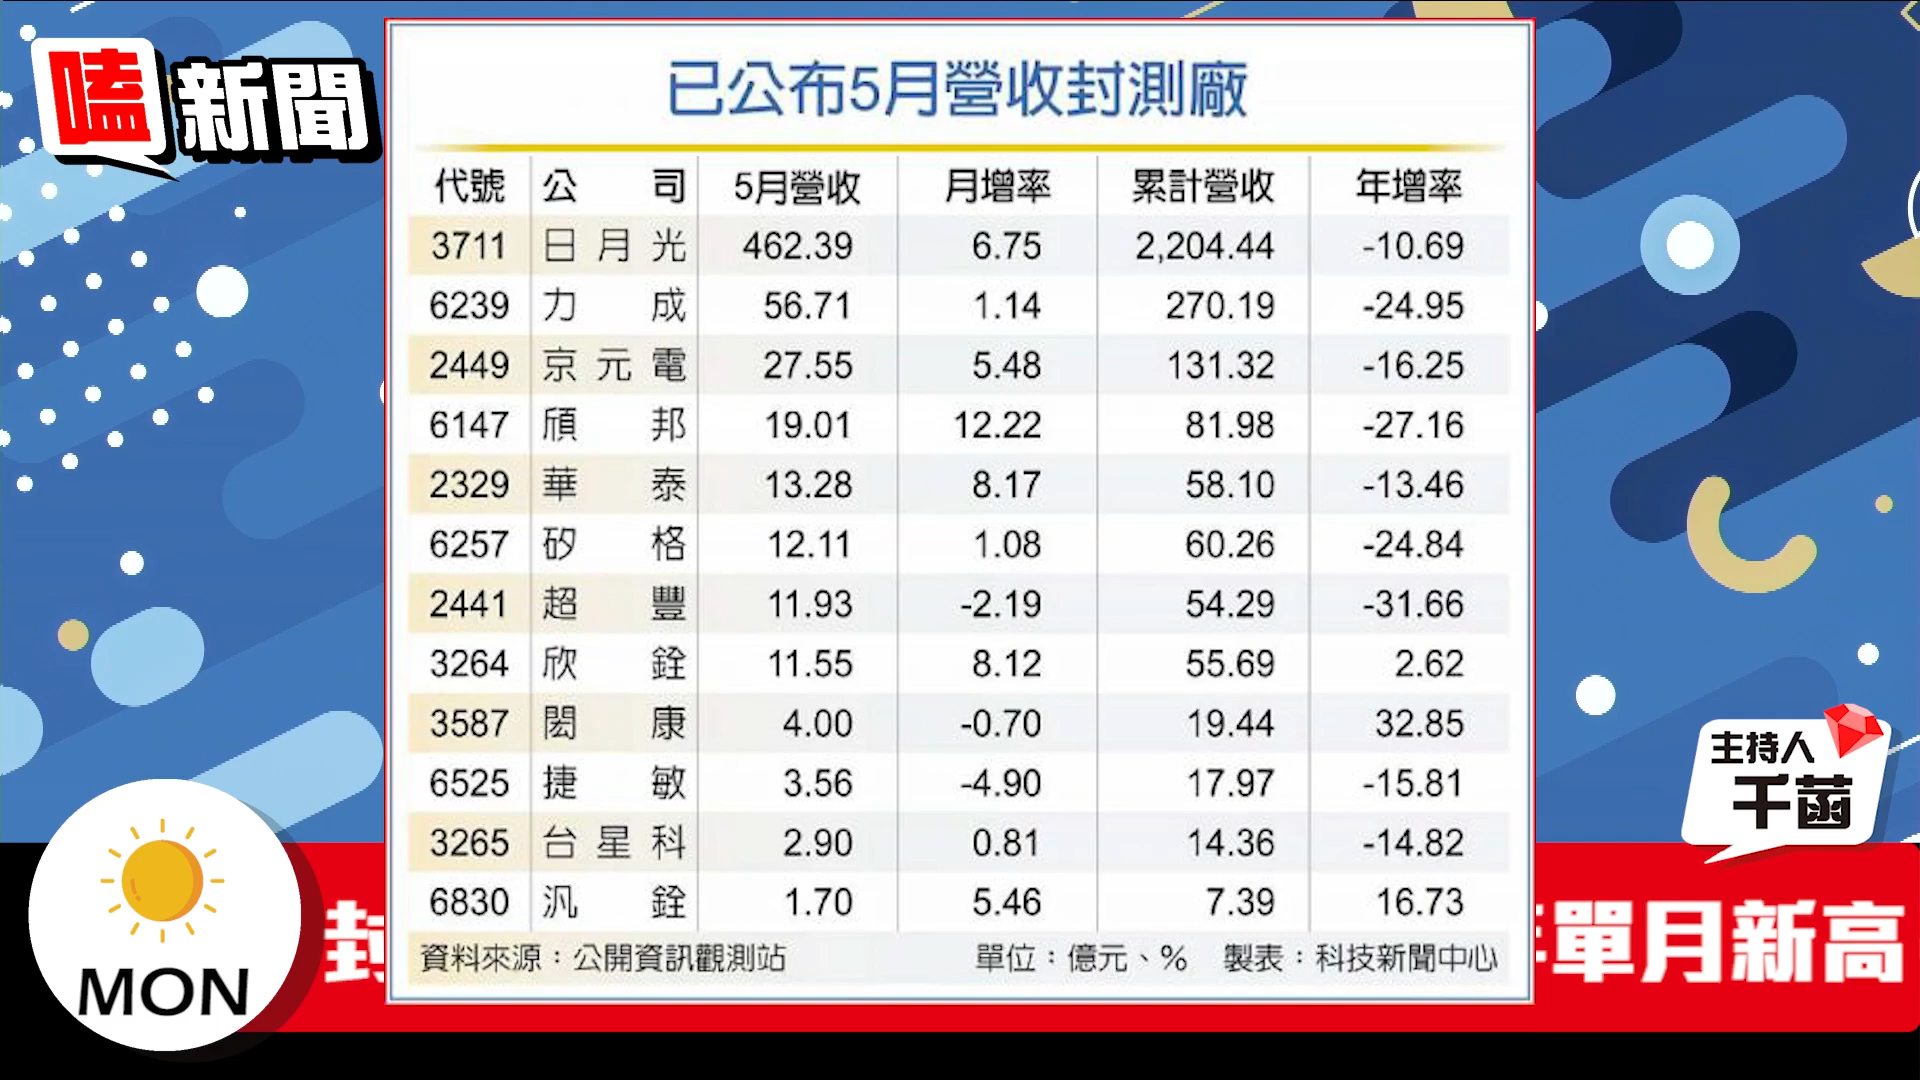 嗑新聞
已公布5月營收封測廠
代號 公司 5月營收 月增率 累計營收 年增率
3711 日月光 462.39 6.75 2,204.44 -10.69
6239 力成 56.71 1.14 270.19 -24.95
2449 京元電 27.55 5.48 131.32 -16.25
6147 頎邦 19.01 12.22 81.98 -27.16
2329 華泰 13.28 8.17 58.10 -13.46
6257 矽格 12.11 1.08 60.26 -24.84
2441 超豐 11.93 -2.19 54.29 -31.66
3264 欣銓 11.55 8.12 55.69 2.62
3587 閎康 4.00 -0.70 19.44 32.85
6525 捷敏 3.56 -4.90 17.97 -15.81
3265 台星科 2.90 0.81 14.36 -14.82
6830 汎銓 1.70 5.46 7.39 16.73
資料來源：公開資訊觀測站 單位：億元、% 製表：科技新聞中心
主持人
千菡
封 單月新高
MON